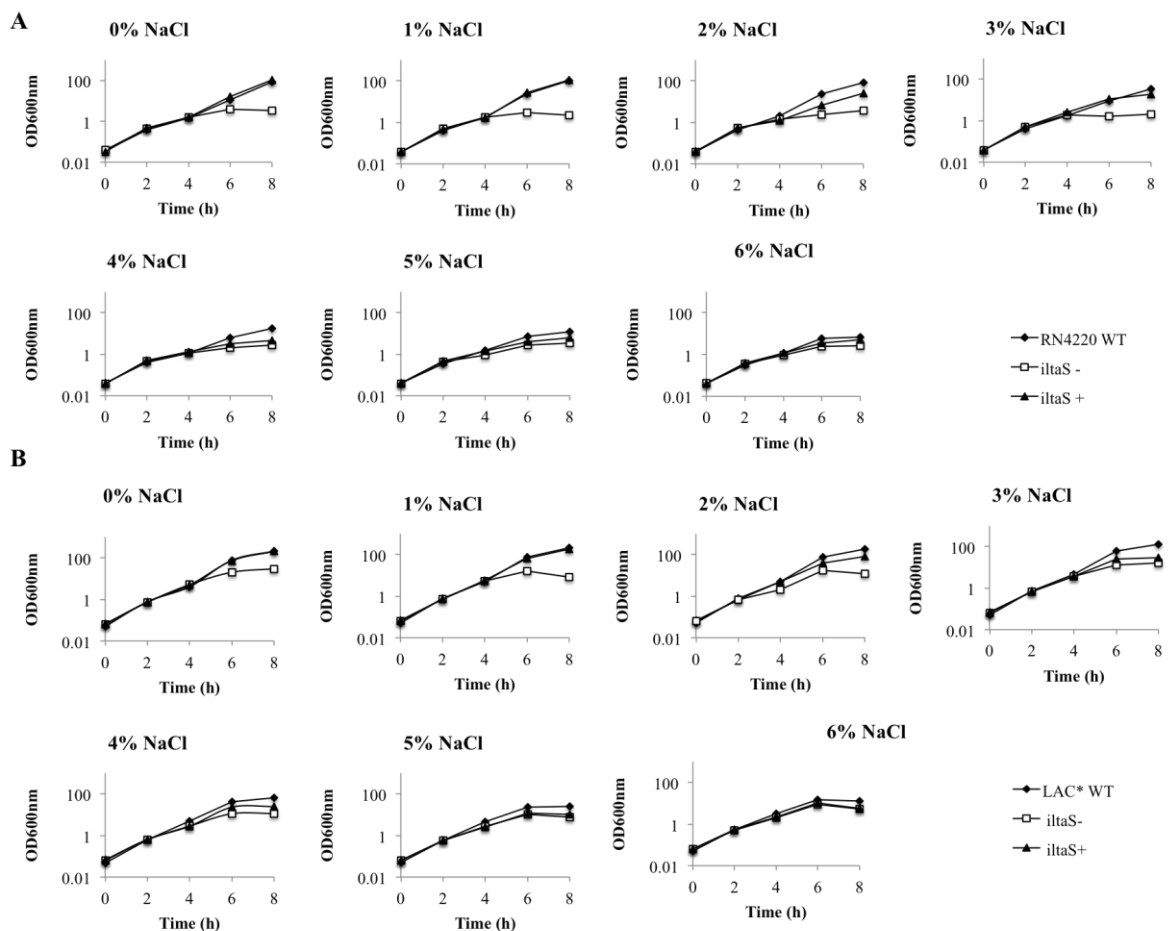 A
0% NaCl
1% NaCl
2% NaCl
3% NaCl
OD600nm
100
1
0.01
0 2 4 6 8
Time (h)
OD600nm
100
1
0.01
0 2 4 6 8
Time (h)
OD600nm
100
1
0.01
0 2 4 6 8
Time (h)
OD600nm
100
1
0.01
0 2 4 6 8
Time (h)
4% NaCl
5% NaCl
6% NaCl
OD600nm
100
1
0.01
0 2 4 6 8
Time (h)
OD600nm
100
1
0.01
0 2 4 6 8
Time (h)
OD600nm
100
1
0.01
0 2 4 6 8
Time (h)
RN4220 WT
iltaS -
iltaS +
B
0% NaCl
1% NaCl
2% NaCl
3% NaCl
OD600nm
100
1
0.01
0 2 4 6 8
Time (h)
OD600nm
100
1
0.01
0 2 4 6 8
Time (h)
OD600nm
100
1
0.01
0 2 4 6 8
Time (h)
OD600nm
100
1
0.01
0 2 4 6 8
Time (h)
4% NaCl
5% NaCl
6% NaCl
OD600nm
100
1
0.01
0 2 4 6 8
Time (h)
OD600nm
100
1
0.01
0 2 4 6 8
Time (h)
OD600nm
100
1
0.01
0 2 4 6 8
Time (h)
LAC* WT
iltaS-
iltaS+